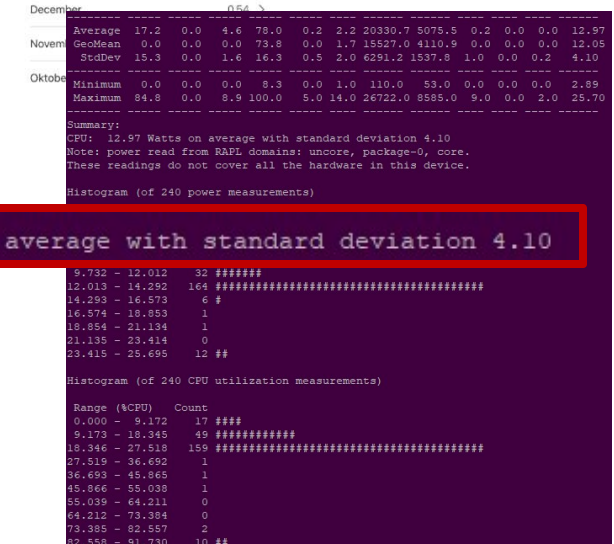 December 0.54 >
Novem
Oktobe
-------- ----- ----- ----- ----- ----- ---- ------- ------ ---- ---- ---- ------
Average 17.2 0.0 4.6 78.0 0.2 2.2 20330.7 5075.5 0.2 0.0 0.0 12.97
GeoMean 0.0 0.0 0.0 73.8 0.0 1.7 15527.0 4110.9 0.0 0.0 0.0 12.05
StdDev 15.3 0.0 1.6 16.3 0.5 2.0 6291.2 1537.8 1.0 0.0 0.2 4.10
-------- ----- ----- ----- ----- ----- ---- ------- ------ ---- ---- ---- ------
Minimum 0.0 0.0 0.0 8.3 0.0 1.0 110.0 53.0 0.0 0.0 0.0 2.89
Maximum 84.8 0.0 8.9 100.0 5.0 14.0 26722.0 8585.0 9.0 0.0 2.0 25.70
-------- ----- ----- ----- ----- ----- ---- ------- ------ ---- ---- ---- ------
Summary:
CPU: 12.97 Watts on average with standard deviation 4.10
Note: power read from RAPL domains: uncore, package-0, core.
These readings do not cover all the hardware in this device.
Histogram (of 240 power measurements)
average with standard deviation 4.10
9.732 - 12.012 32 #######
12.013 - 14.292 164 ########################################
14.293 - 16.573 6 #
16.574 - 18.853 1
18.854 - 21.134 1
21.135 - 23.414 0
23.415 - 25.695 12 ##
Histogram (of 240 CPU utilization measurements)
Range (%CPU) Count
0.000 - 9.172 17 ####
9.173 - 18.345 49 ############
18.346 - 27.518 159 ########################################
27.519 - 36.692 1
36.693 - 45.865 1
45.866 - 55.038 1
55.039 - 64.211 0
64.212 - 73.384 0
73.385 - 82.557 2
82.558 - 91.730 10 ##